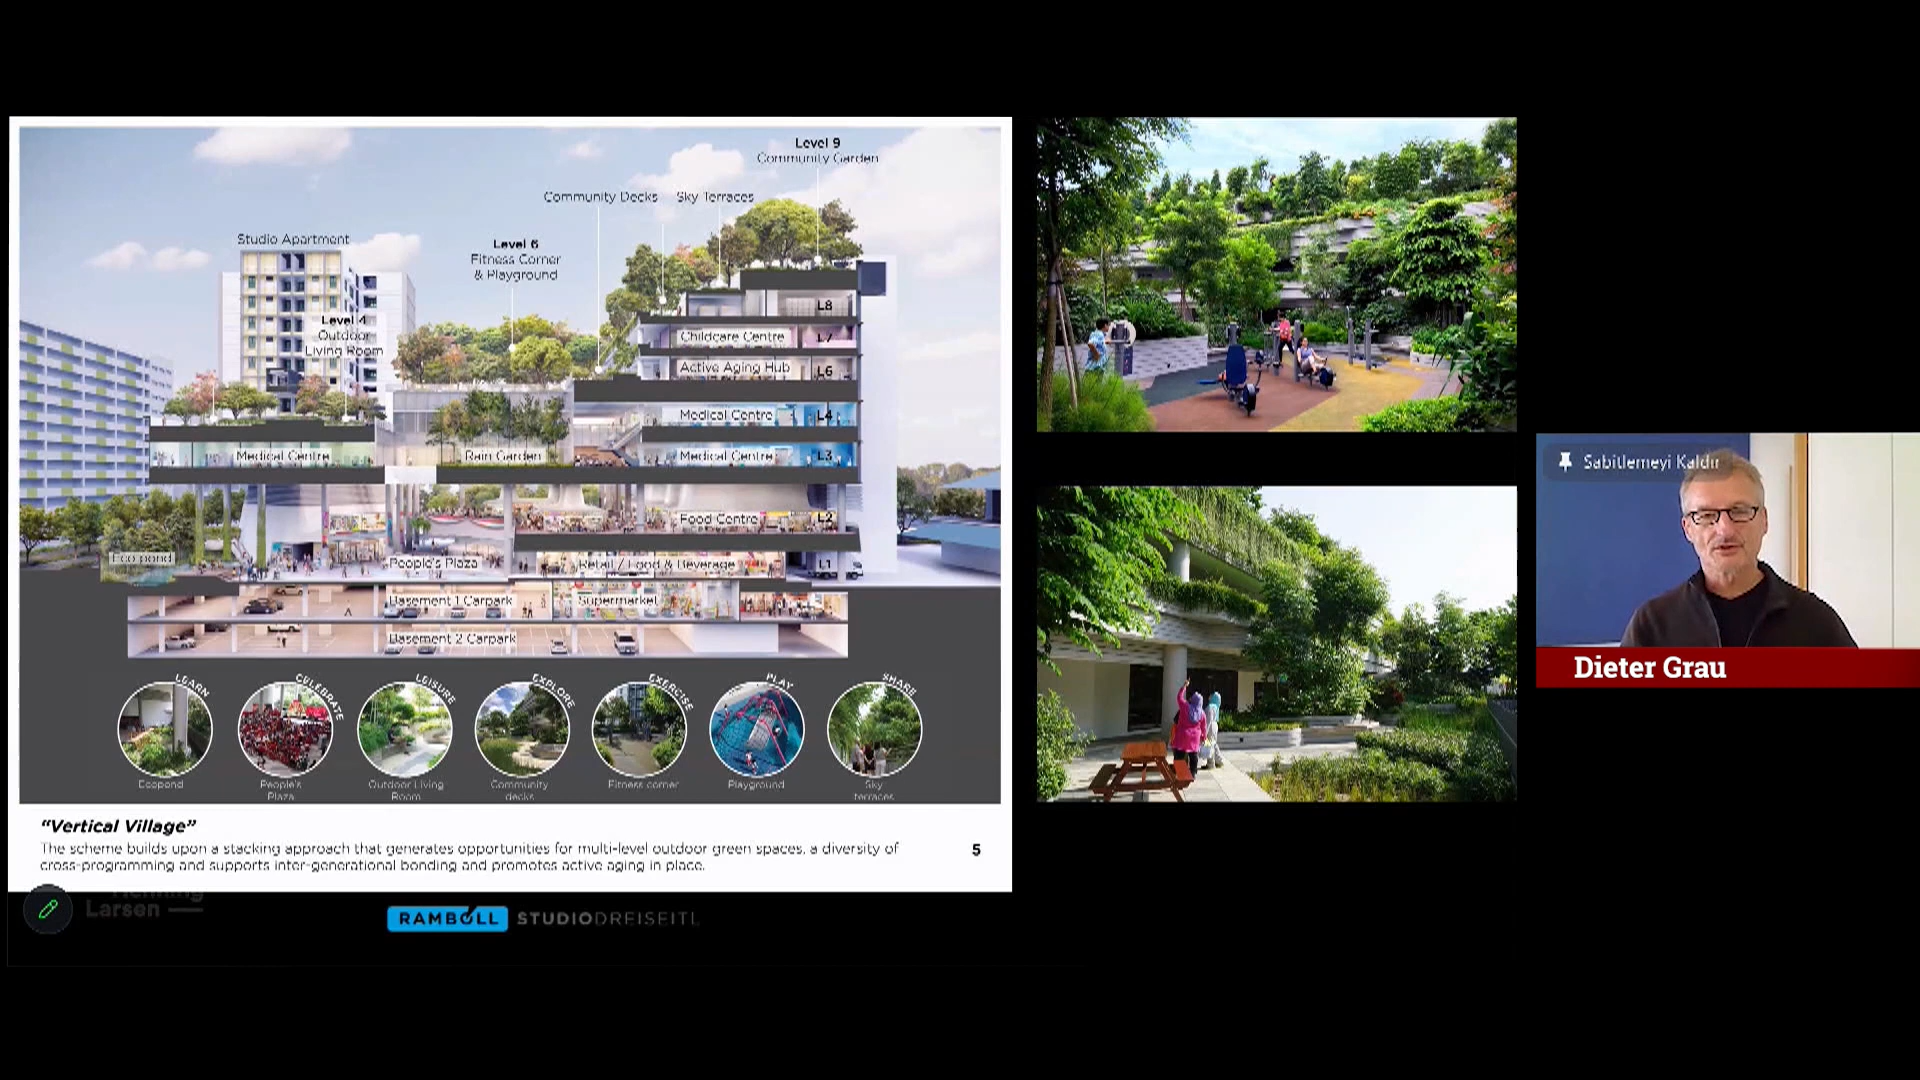 Level 9
Community Garden
Community Decks
Sky Terraces
Studio Apartment
Level 6
Fitness Corner
& Playground
Level 4
Outdoor
Living Room
L8
Childcare Centre
L7
Active Aging Hub
L6
Medical Centre
L4
Medical Centre
Rain Garden
Medical Centre
L3
Food Centre
L2
Eco pond
People's Plaza
Retail / Food & Beverage
L1
Basement 1 Carpark
Supermarket
Basement 2 Carpark
LEARN
CELEBRATE
LEISURE
EXPLORE
EXERCISE
PLAY
SHARE
Ecopond
People's
Plaza
Outdoor Living
Room
Community
decks
Fitness corner
Playground
Sky
terraces
"Vertical Village"
The scheme builds upon a stacking approach that generates opportunities for multi-level outdoor green spaces, a diversity of
cross-programming and supports inter-generational bonding and promotes active aging in place.
5
Henning
Larsen
RAMBOLL STUDIODREISEITL
Sabitlemeyi Kaldır
Dieter Grau